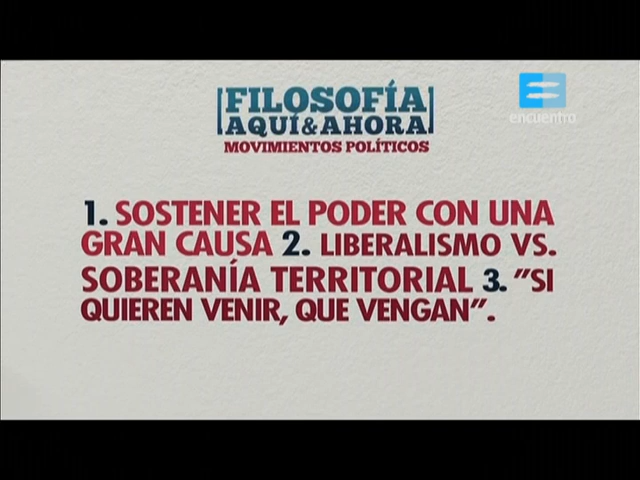 FILOSOFÍA
AQUÍ&AHORA
MOVIMIENTOS POLÍTICOS
encuentro
1. SOSTENER EL PODER CON UNA
GRAN CAUSA 2. LIBERALISMO VS.
SOBERANÍA TERRITORIAL 3. "SI
QUIEREN VENIR, QUE VENGAN".